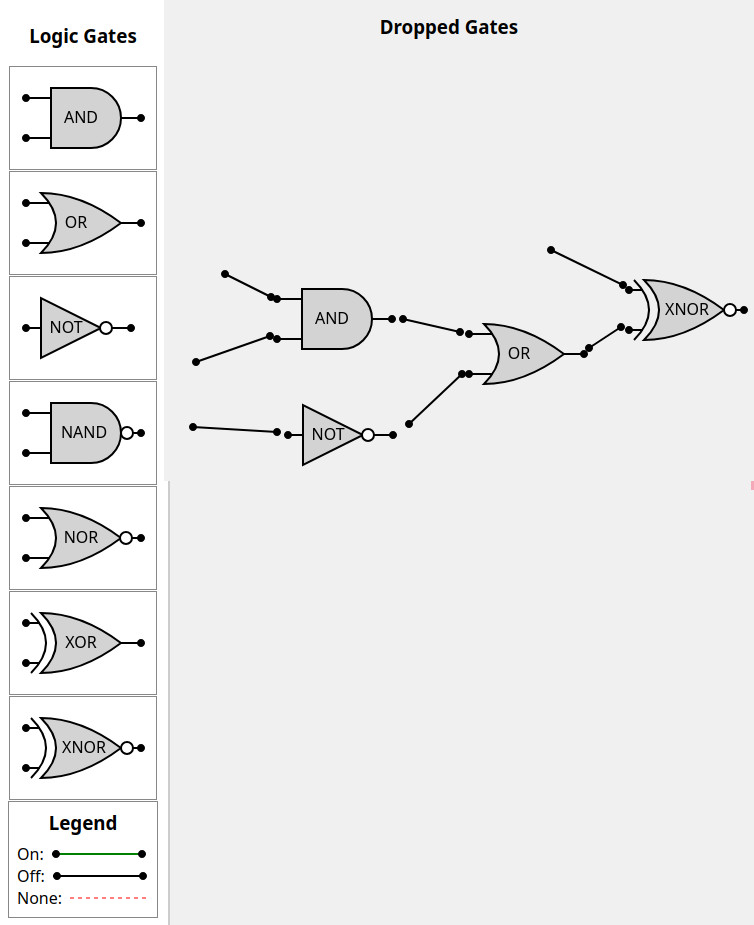 Logic Gates
AND
OR
NOT
NAND
NOR
XOR
XNOR
Legend
On:
Off:
None:
Dropped Gates
AND
OR
NOT
XNOR